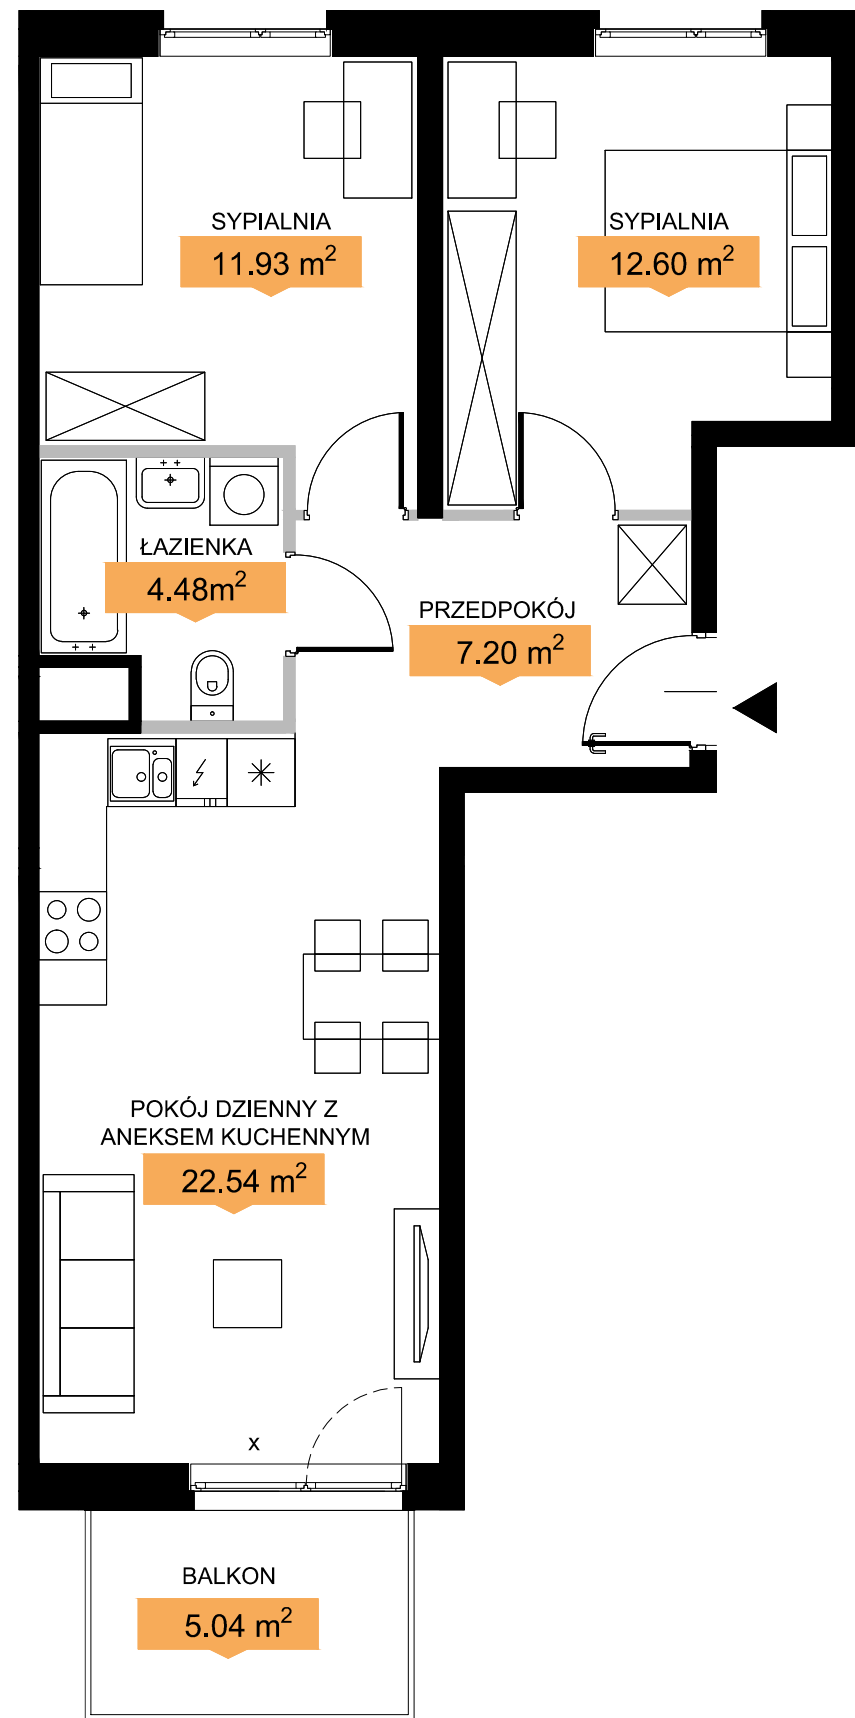 SYPIALNIA
11.93 m²
SYPIALNIA
12.60 m²
ŁAZIENKA
4.48m²
PRZEDPOKÓJ
7.20 m²
POKÓJ DZIENNY Z
ANEKSEM KUCHENNYM
22.54 m²
x
BALKON
5.04 m²